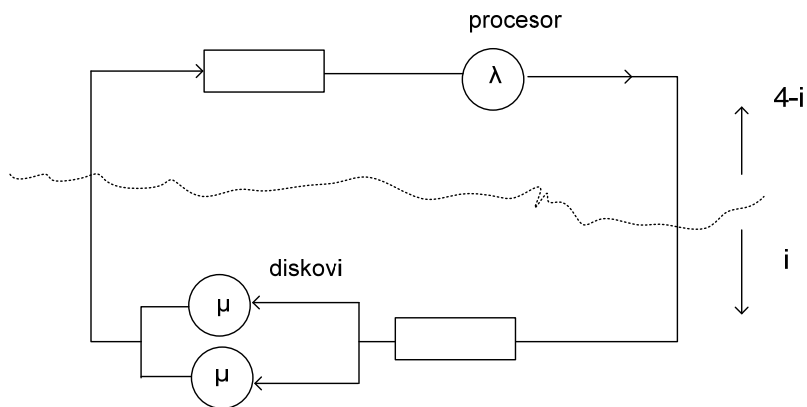 procesor
λ
4-i
diskovi
i
μ
μ